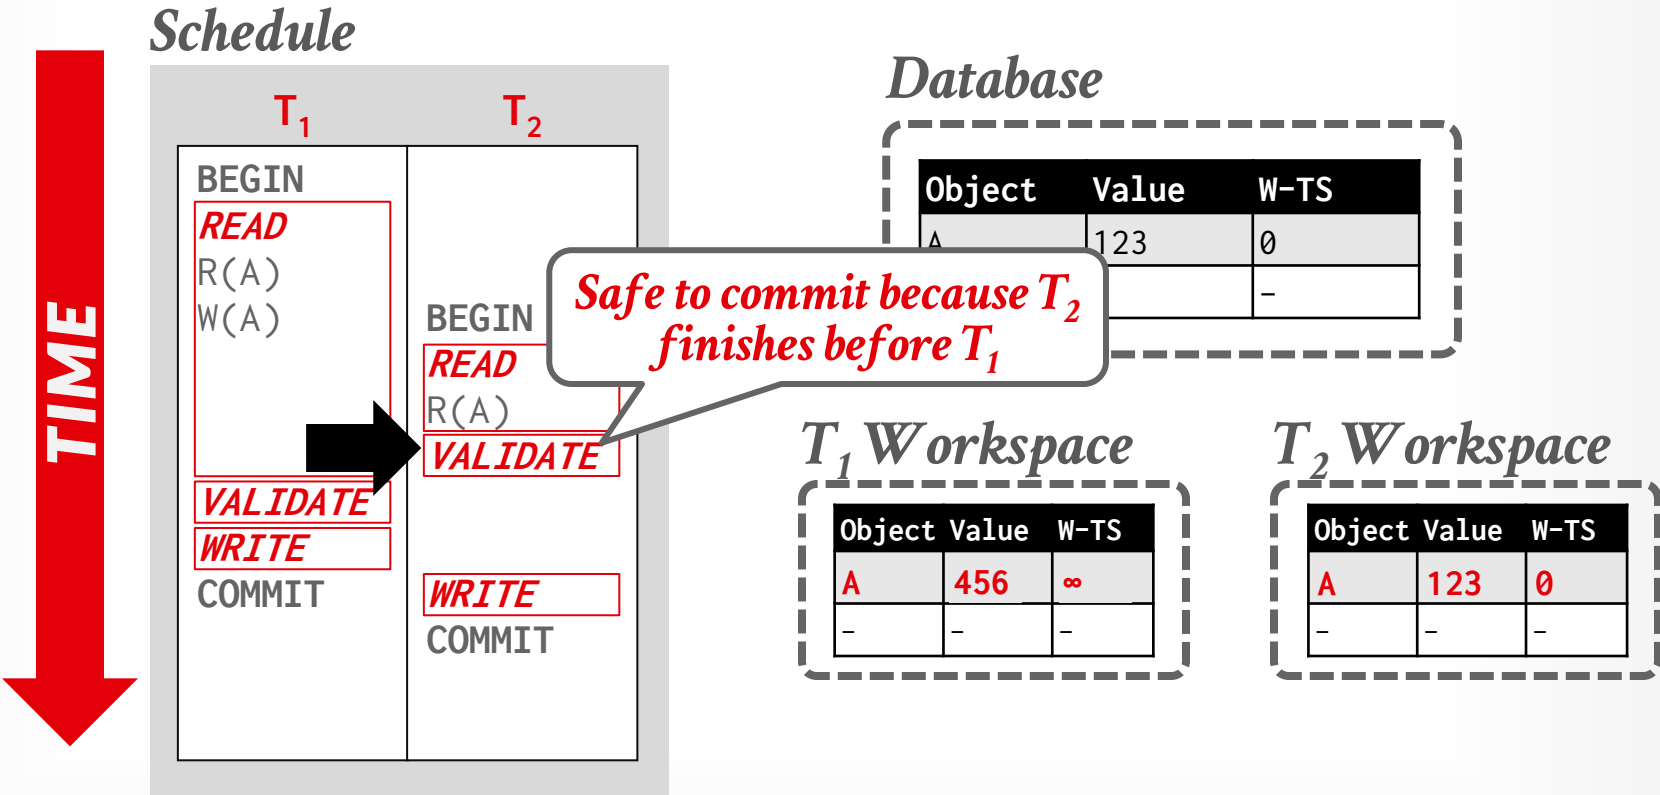 Schedule
TIME
T1 T2
BEGIN
READ
R(A)
W(A)
VALIDATE
WRITE
COMMIT
BEGIN
READ
R(A)
VALIDATE
WRITE
COMMIT
Safe to commit because T2
finishes before T1
Database
Object Value W-TS
A 123 0
-
T1 Workspace
Object Value W-TS
A 456 ∞
- - -
T2 Workspace
Object Value W-TS
A 123 0
- - -